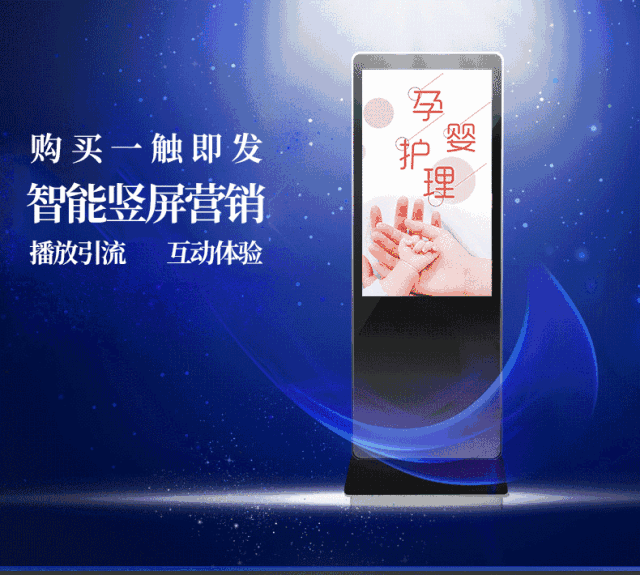 购买一触即发
智能竖屏营销
播放引流 互动体验
孕婴
护理